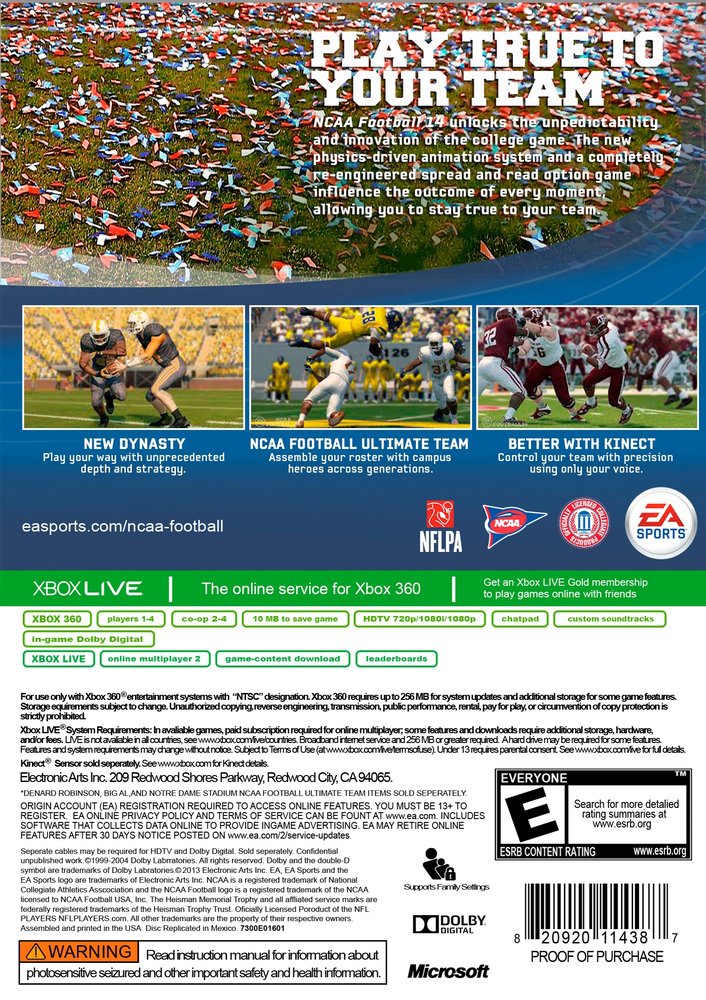 PLAY TRUE TO
YOUR TEAM
NCAA Football 14 unlocks the unpredictability
and innovation of the college game. The new
physics-driven animation system and a completely
re-engineered spread and read option game
influence the outcome of every moment,
allowing you to stay true to your team.
28
126
31
32
66
NEW DYNASTY
Play your way with unprecedented
depth and strategy.
NCAA FOOTBALL ULTIMATE TEAM
Assemble your roster with campus
heroes across generations.
BETTER WITH KINECT
Control your team with precision
using only your voice.
easports.com/ncaa-football
NFLPA
NCAA
OFFICIALLY LICENSED COLLEGIATE PRODUCTS
EA
SPORTS
XBOX LIVE
The online service for Xbox 360
Get an Xbox LIVE Gold membership
to play games online with friends
XBOX 360 players 1-4 co-op 2-4 10 MB to save game HDTV 720p/1080i/1080p chatpad custom soundtracks
in-game Dolby Digital
XBOX LIVE online multiplayer 2 game-content download leaderboards
For use only with Xbox 360® entertainment systems with "NTSC" designation. Xbox 360 requires up to 256 MB for system updates and additional storage for some game features.
Storage requirements subject to change. Unauthorized copying, reverse engineering, transmission, public performance, rental, pay for play, or circumvention of copy protection is
strictly prohibited.
Xbox LIVE® System Requirements: In available games, paid subscription required for online multiplayer; some features and downloads require additional storage, hardware,
and/or fees. LIVE is not available in all countries, see www.xbox.com/live/countries. Broadband internet service and 256 MB or greater required. A hard drive may be required for some features.
Features and system requirements may change without notice. Subject to Terms of Use (at www.xbox.com/live/termsofuse). Under 13 requires parental consent. See www.xbox.com/live for full details.
Kinect® Sensor sold seperately. See www.xbox.com for Kinect details.
Electronic Arts Inc. 209 Redwood Shores Parkway, Redwood City, CA 94065.
*DENARD ROBINSON, BIG AL,AND NOTRE DAME STADIUM NCAA FOOTBALL ULTIMATE TEAM ITEMS SOLD SEPERATELY.
ORIGIN ACCOUNT (EA) REGISTRATION REQUIRED TO ACCESS ONLINE FEATURES. YOU MUST BE 13+ TO
REGISTER. EA ONLINE PRIVACY POLICY AND TERMS OF SERVICE CAN BE FOUNT AT www.ea.com. INCLUDES
SOFTWARE THAT COLLECTS DATA ONLINE TO PROVIDE INGAME ADVERTISING. EA MAY RETIRE ONLINE
FEATURES AFTER 30 DAYS NOTICE POSTED ON www.ea.com/2/service-updates.
Seperate cables may be required for HDTV and Dolby Digital. Sold seperately. Confidential
unpublished work.©1999-2004 Dolby Labrratories. All rights reserved. Dolby and the double-D
symbol are trademarks of Dolby Labratories.©2013 Electronic Arts Inc. EA, EA Sports and the
EA Sports logo are trademarks of Electronic Arts Inc. NCAA is a registered trademark of National
Collegiate Athletics Asscociation and the NCAA Football logo is a registered trademark of the NCAA
licensed to NCAA Football USA, Inc. The Heisman Memorial Trophy and all affliated service marks are
federally registered trademarks of the Heisman Trophy Trust. Oficially Licensed Poroduct of the NFL
PLAYERS NFLPLAYERS.com. All other trademarks are the property of their respective owners.
Assembled and printed in the USA. Disc Replicated in Mexico. 7300E01601
WARNING Read instruction manual for information about
photosensitive seizured and other important safety and health information.
Supports Family Settings
DOLBY
DIGITAL
Microsoft
EVERYONE ™
E
Search for more detalied
rating summaries at
www.esrb.org
ESRB CONTENT RATING www.esrb.org
8 20920 11438 7
PROOF OF PURCHASE